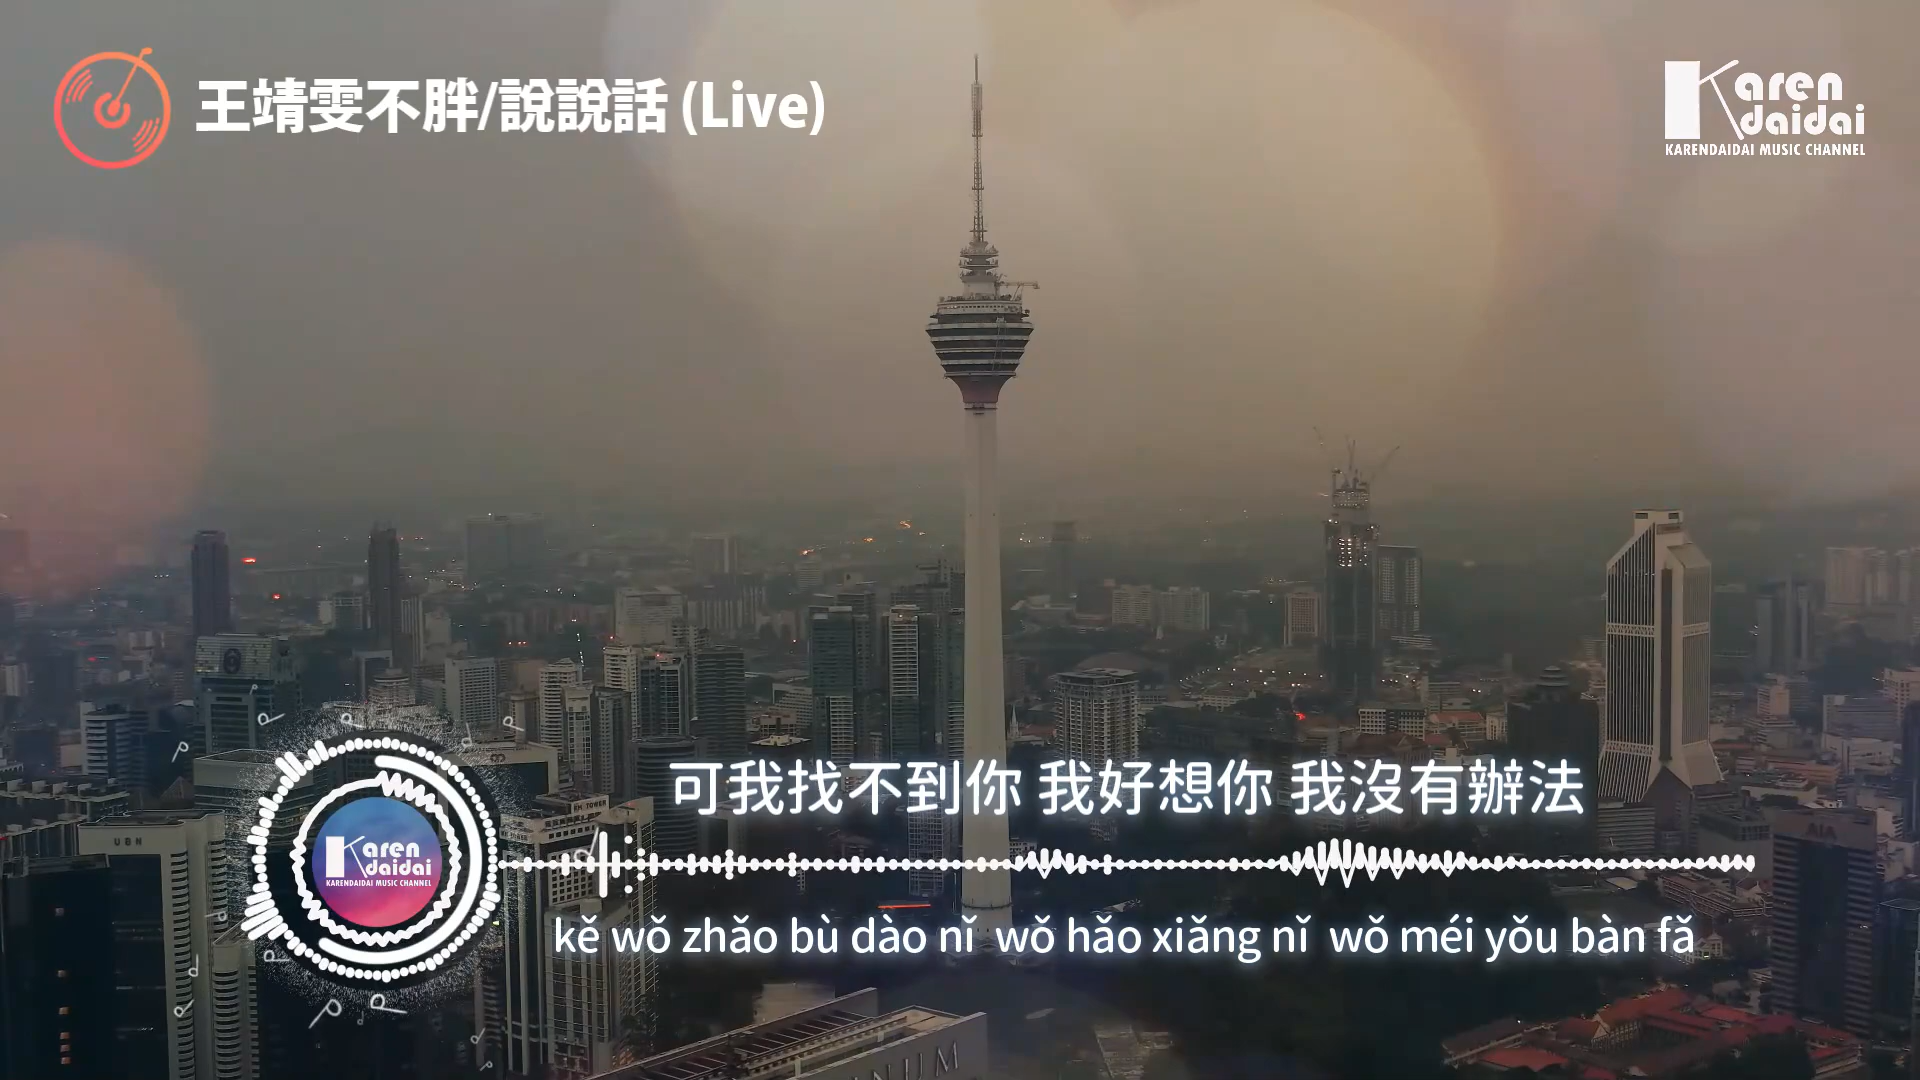 王靖雯不胖/說說話 (Live)
Karen
daidai
KARENDAIDAI MUSIC CHANNEL
可我找不到你 我好想你 我沒有辦法
Karen
daidai
KARENDAIDAI MUSIC CHANNEL
kě wǒ zhǎo bù dào nǐ  wǒ hǎo xiǎng nǐ  wǒ méi yǒu bàn fǎ
UBN
AIA